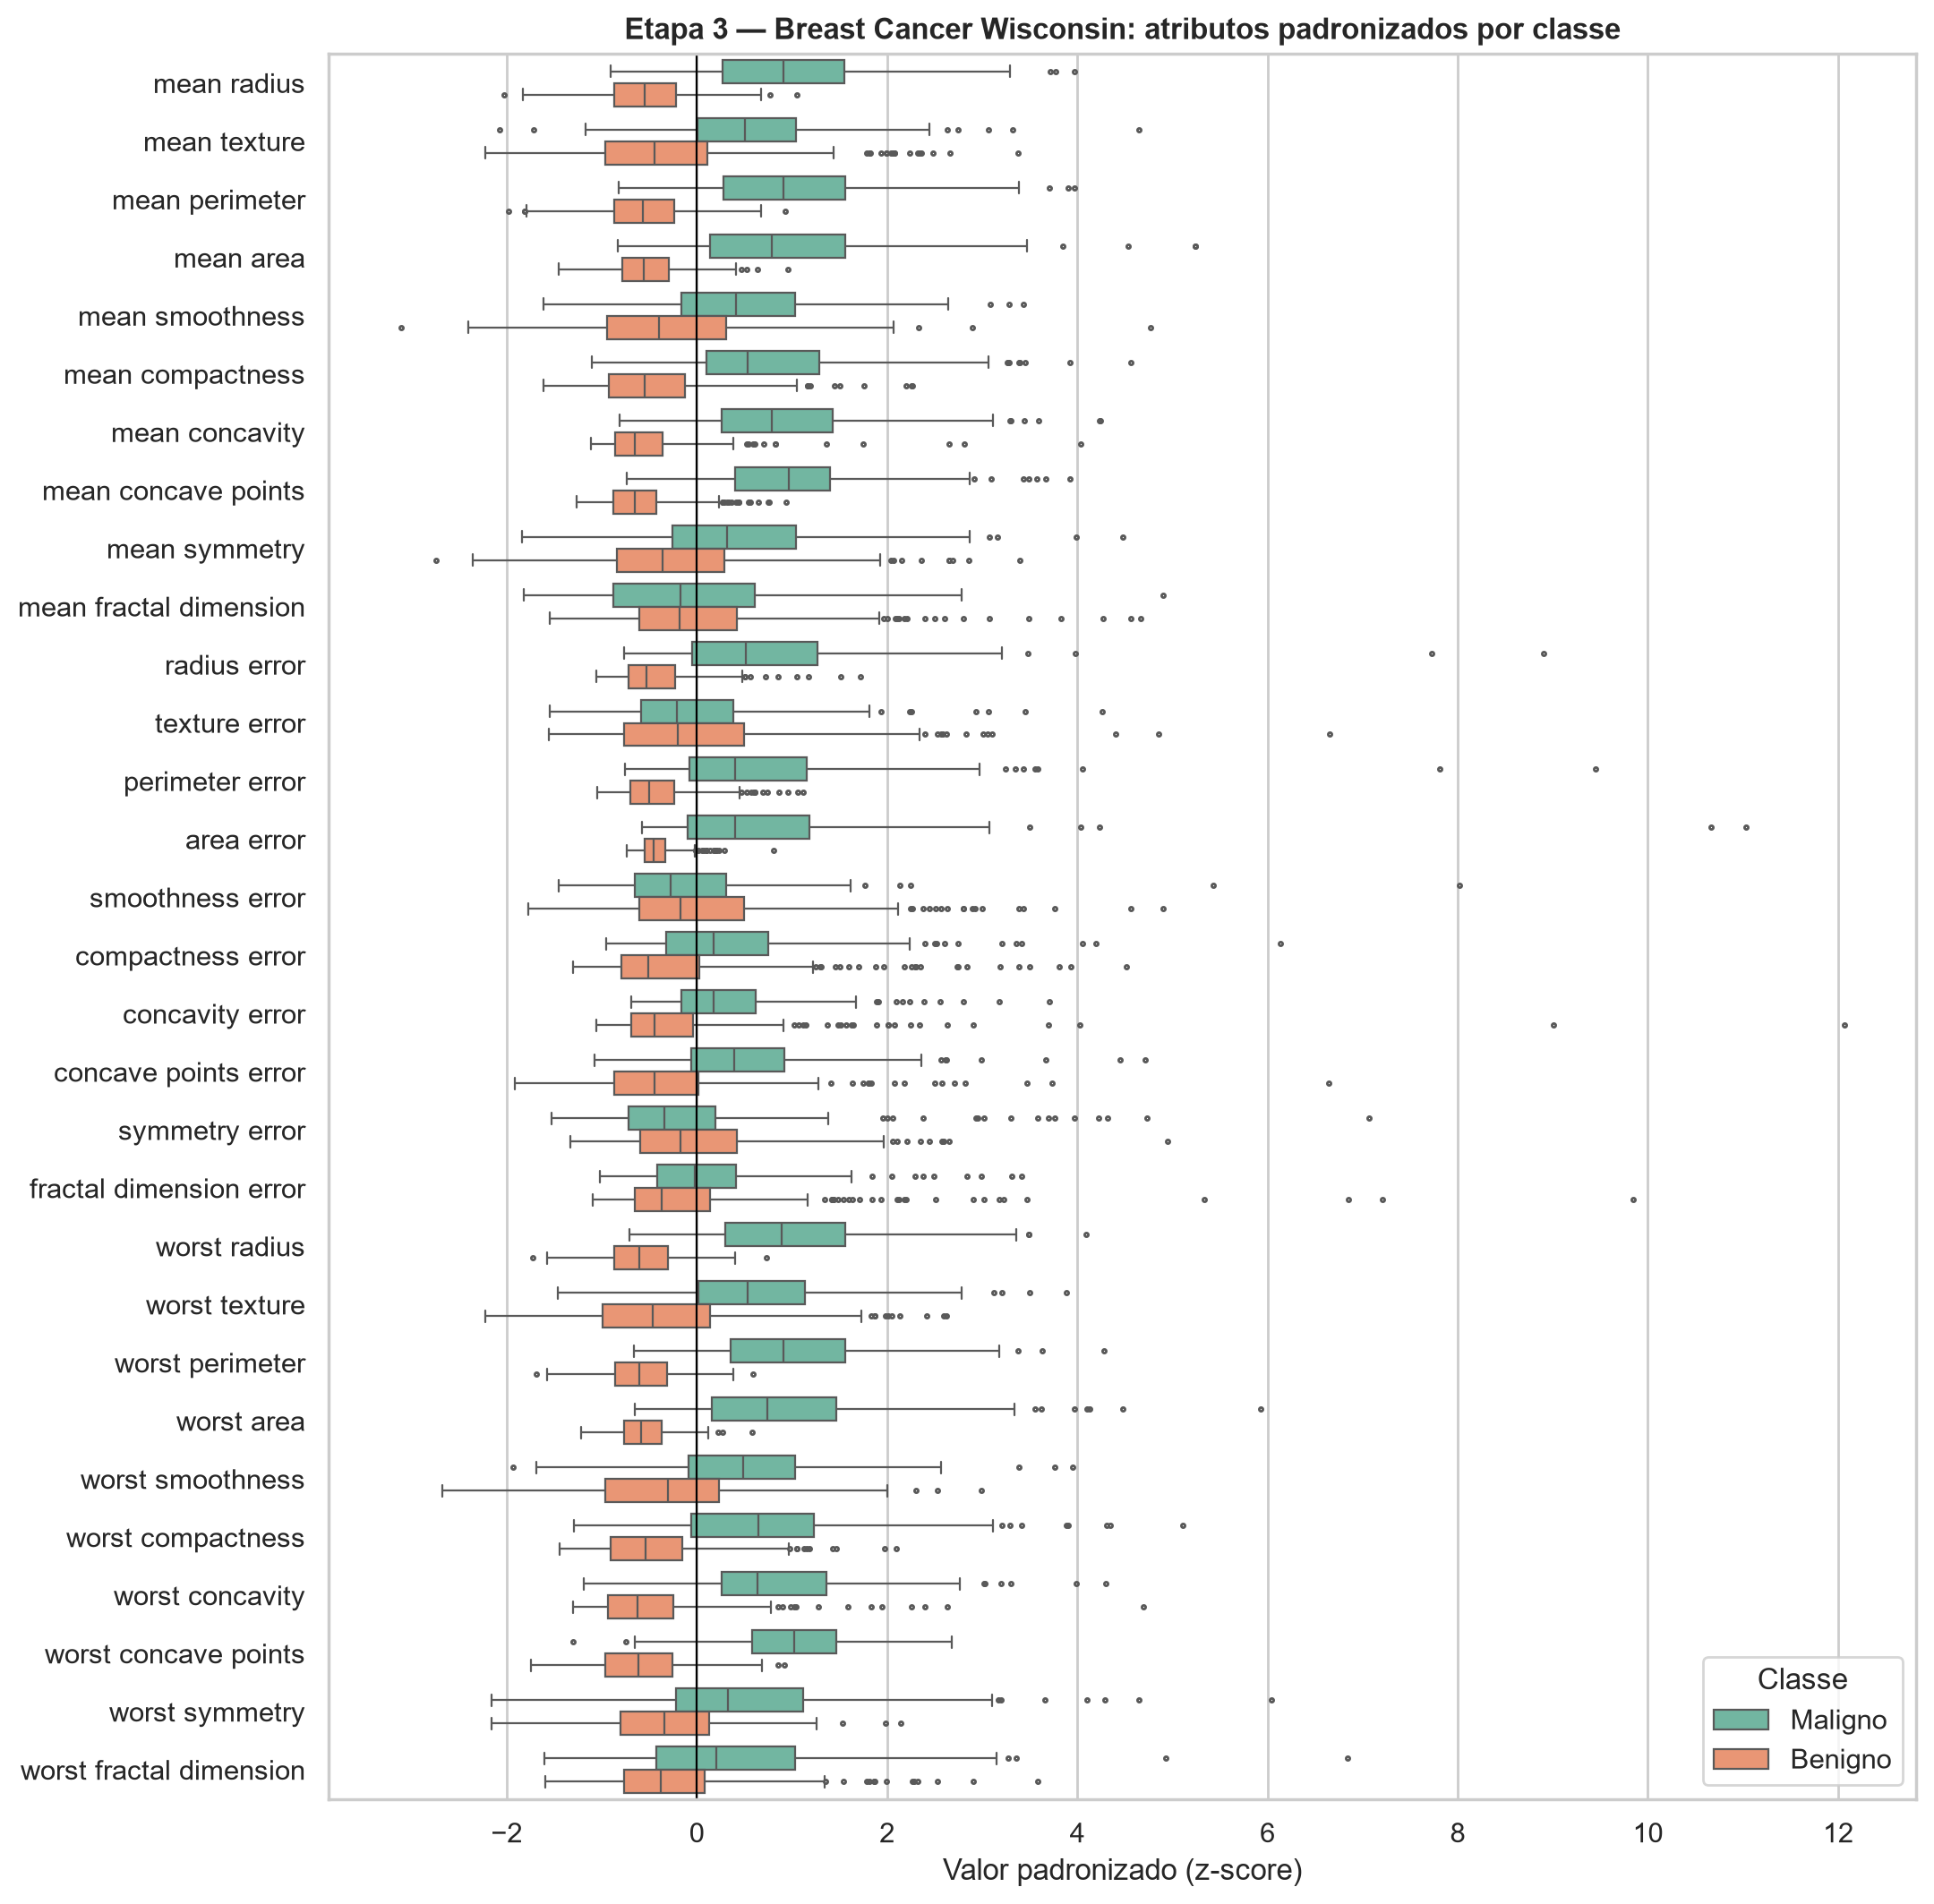 Etapa 3 — Breast Cancer Wisconsin: atributos padronizados por classe
mean radius
mean texture
mean perimeter
mean area
mean smoothness
mean compactness
mean concavity
mean concave points
mean symmetry
mean fractal dimension
radius error
texture error
perimeter error
area error
smoothness error
compactness error
concavity error
concave points error
symmetry error
fractal dimension error
worst radius
worst texture
worst perimeter
worst area
worst smoothness
worst compactness
worst concavity
worst concave points
worst symmetry
worst fractal dimension
Classe
Maligno
Benigno
−2 0 2 4 6 8 10 12
Valor padronizado (z-score)